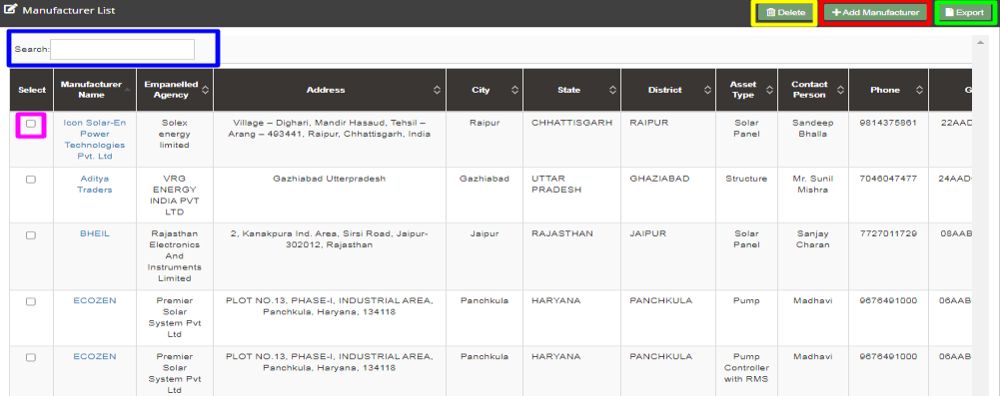 Manufacturer List
Delete
Add Manufacturer
Export
Search:
Select Manufacturer Name Empanelled Agency Address City State District Asset Type Contact Person Phone G
Icon Solar-En Power Technologies Pvt. Ltd Solex energy limited Village – Dighari, Mandir Hasaud, Tehsil – Arang – 493441, Raipur, Chhattisgarh, India Raipur CHHATTISGARH RAIPUR Solar Panel Sandeep Bhalla 9814375861 22AAD
Aditya Traders VRG ENERGY INDIA PVT LTD Gazhiabad Utterpradesh Gazhiabad UTTAR PRADESH GHAZIABAD Structure Mr. Sunil Mishra 7046047477 24AAD
BHEIL Rajasthan Electronics And Instruments Limited 2, Kanakpura Ind. Area, Sirsi Road, Jaipur-302012, Rajasthan Jaipur RAJASTHAN JAIPUR Solar Panel Sanjay Charan 7727011729 08AAB
ECOZEN Premier Solar System Pvt Ltd PLOT NO.13, PHASE-I, INDUSTRIAL AREA, Panchkula, Haryana, 134118 Panchkula HARYANA PANCHKULA Pump Madhavi 9676491000 06AAB
ECOZEN Premier Solar System Pvt Ltd PLOT NO.13, PHASE-I, INDUSTRIAL AREA, Panchkula, Haryana, 134118 Panchkula HARYANA PANCHKULA Pump Controller with RMS Madhavi 9676491000 06AAB